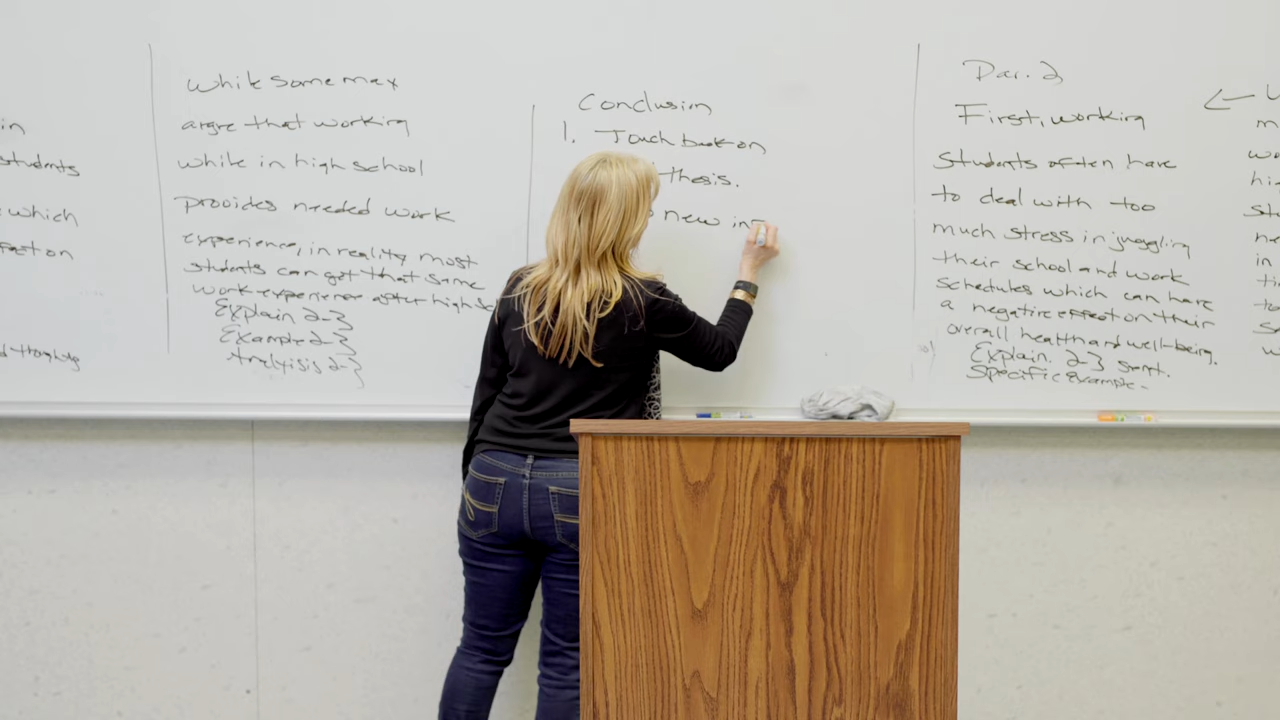 in
students
which
and
while some may
argue that working
while in high school
provides needed work
experience, in reality most
students can get that same
work experience after high sc
Explain 2-3
Example 2-3
Analyisis 2-3
Conclusion
1. Touch back on
thesis.
new in
Par. 2
First, working
students often have
to deal with too
much stress in juggling
their school and work
schedules which can have
a negative effect on their
overall health and well-being.
Explain. 2-3 sent.
Specific example.